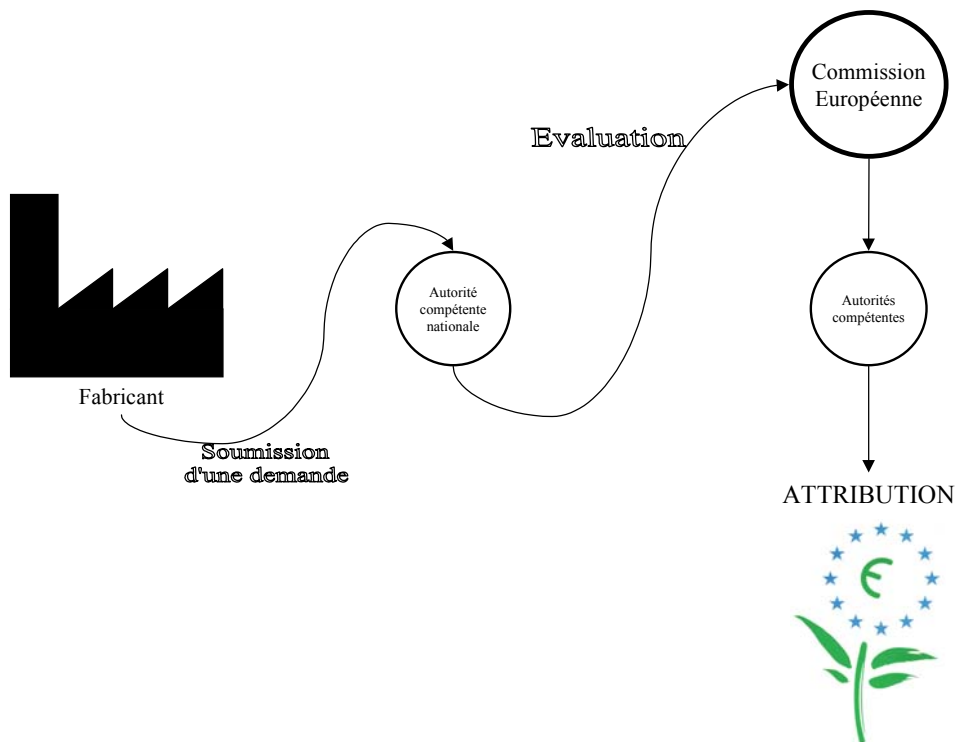 Commission
Européenne
Evaluation
Autorité
compétente
nationale
Autorités
compétentes
Fabricant
Soumission
d'une demande
ATTRIBUTION
€